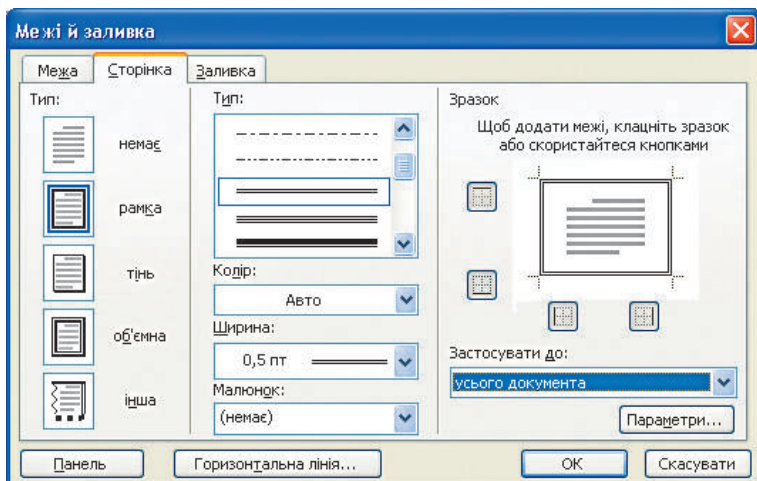 Межі й заливка
Межа Сторінка Заливка
Тип:
немає
рамка
тінь
об'ємна
інша
Тип:
Колір:
Авто
Ширина:
0,5 пт
Малюнок:
(немає)
Зразок
Щоб додати межі, клацніть зразок
або скористайтеся кнопками
Застосувати до:
усього документа
Параметри...
Панель Горизонтальна лінія... ОК Скасувати